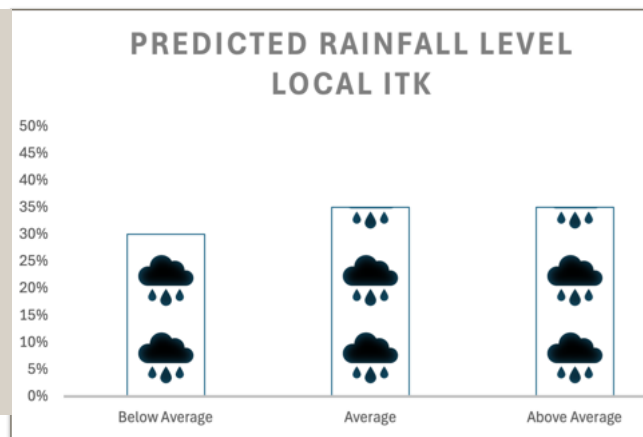 PREDICTED RAINFALL LEVEL
LOCAL ITK
50%
45%
40%
35%
30%
25%
20%
15%
10%
5%
0%
Below Average
Average
Above Average